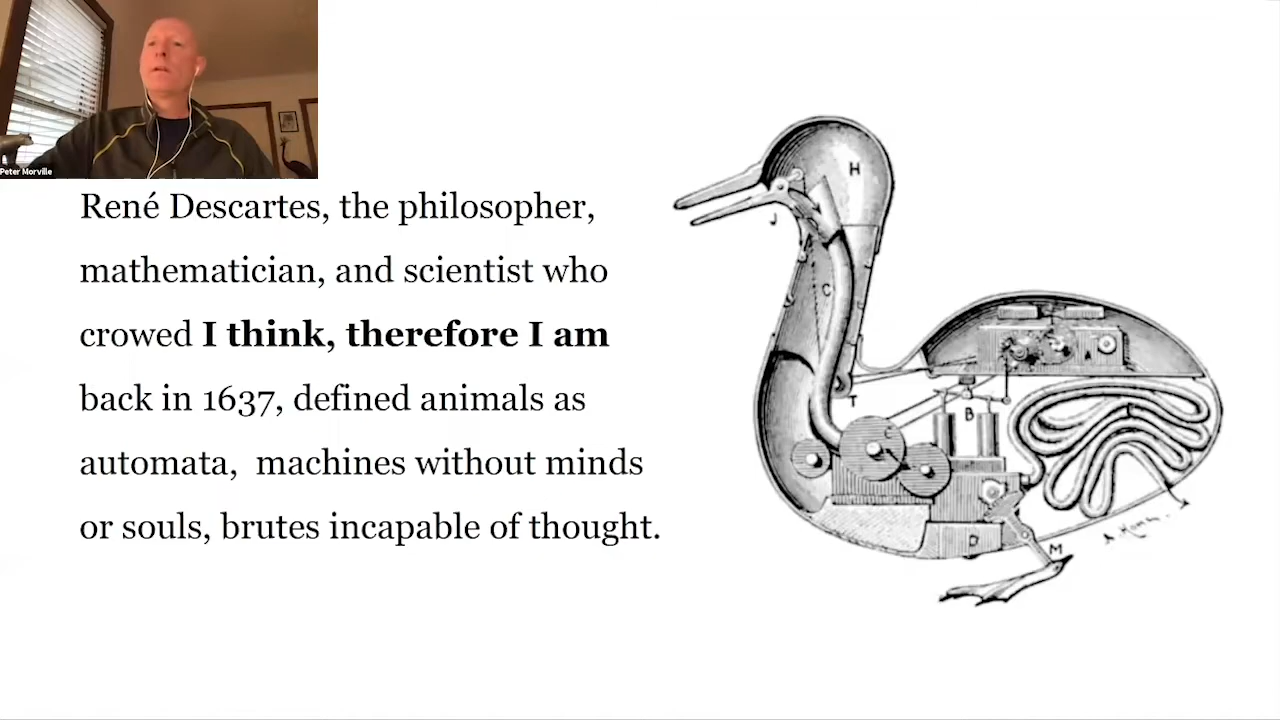 Peter Morville
René Descartes, the philosopher,
mathematician, and scientist who
crowed I think, therefore I am
back in 1637, defined animals as
automata,  machines without minds
or souls, brutes incapable of thought.
H
J
C
A
T
B
D
M